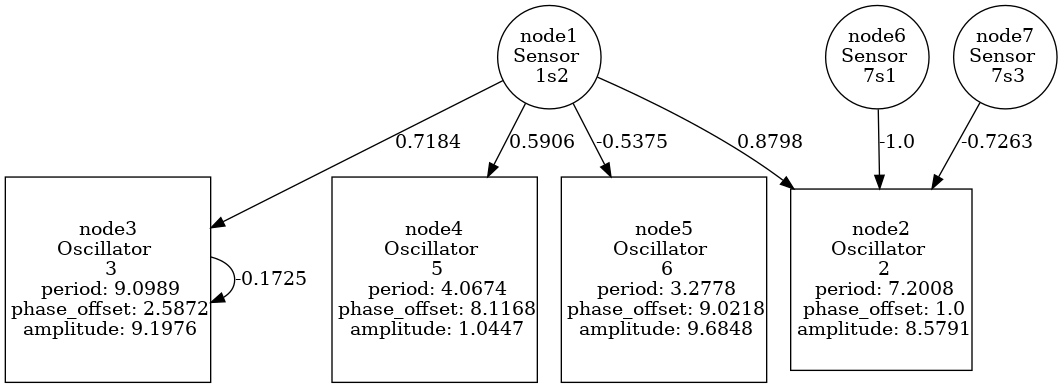 node1
Sensor
1s2
node6
Sensor
7s1
node7
Sensor
7s3
0.7184
0.5906
-0.5375
0.8798
-1.0
-0.7263
node3
Oscillator
3
period: 9.0989
phase_offset: 2.5872
amplitude: 9.1976
-0.1725
node4
Oscillator
5
period: 4.0674
phase_offset: 8.1168
amplitude: 1.0447
node5
Oscillator
6
period: 3.2778
phase_offset: 9.0218
amplitude: 9.6848
node2
Oscillator
2
period: 7.2008
phase_offset: 1.0
amplitude: 8.5791